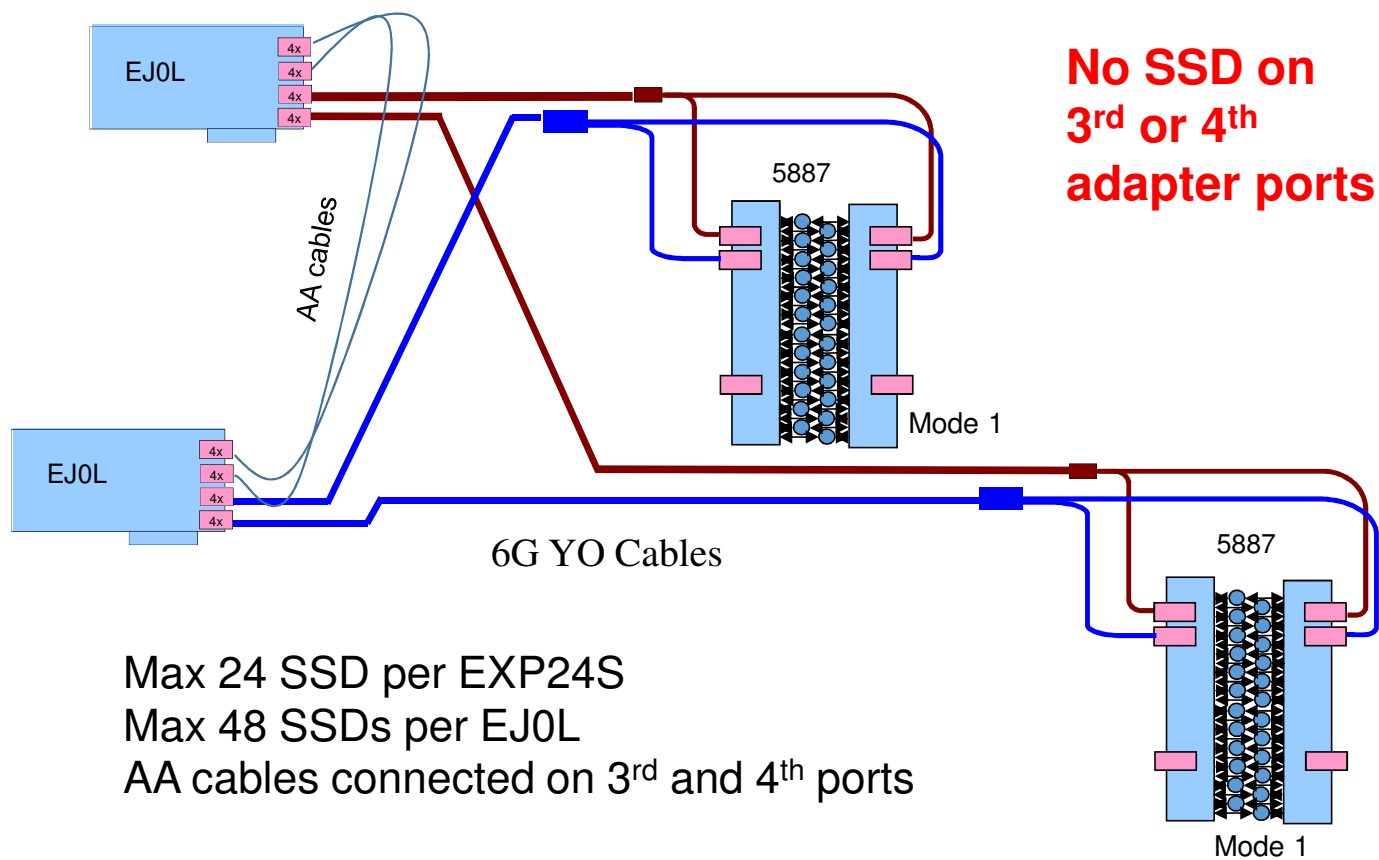 EJ0L
4x
4x
4x
4x
No SSD on
3rd or 4th
adapter ports
5887
AA cables
Mode 1
EJ0L
4x
4x
4x
4x
6G YO Cables
5887
Max 24 SSD per EXP24S
Max 48 SSDs per EJ0L
AA cables connected on 3rd and 4th ports
Mode 1